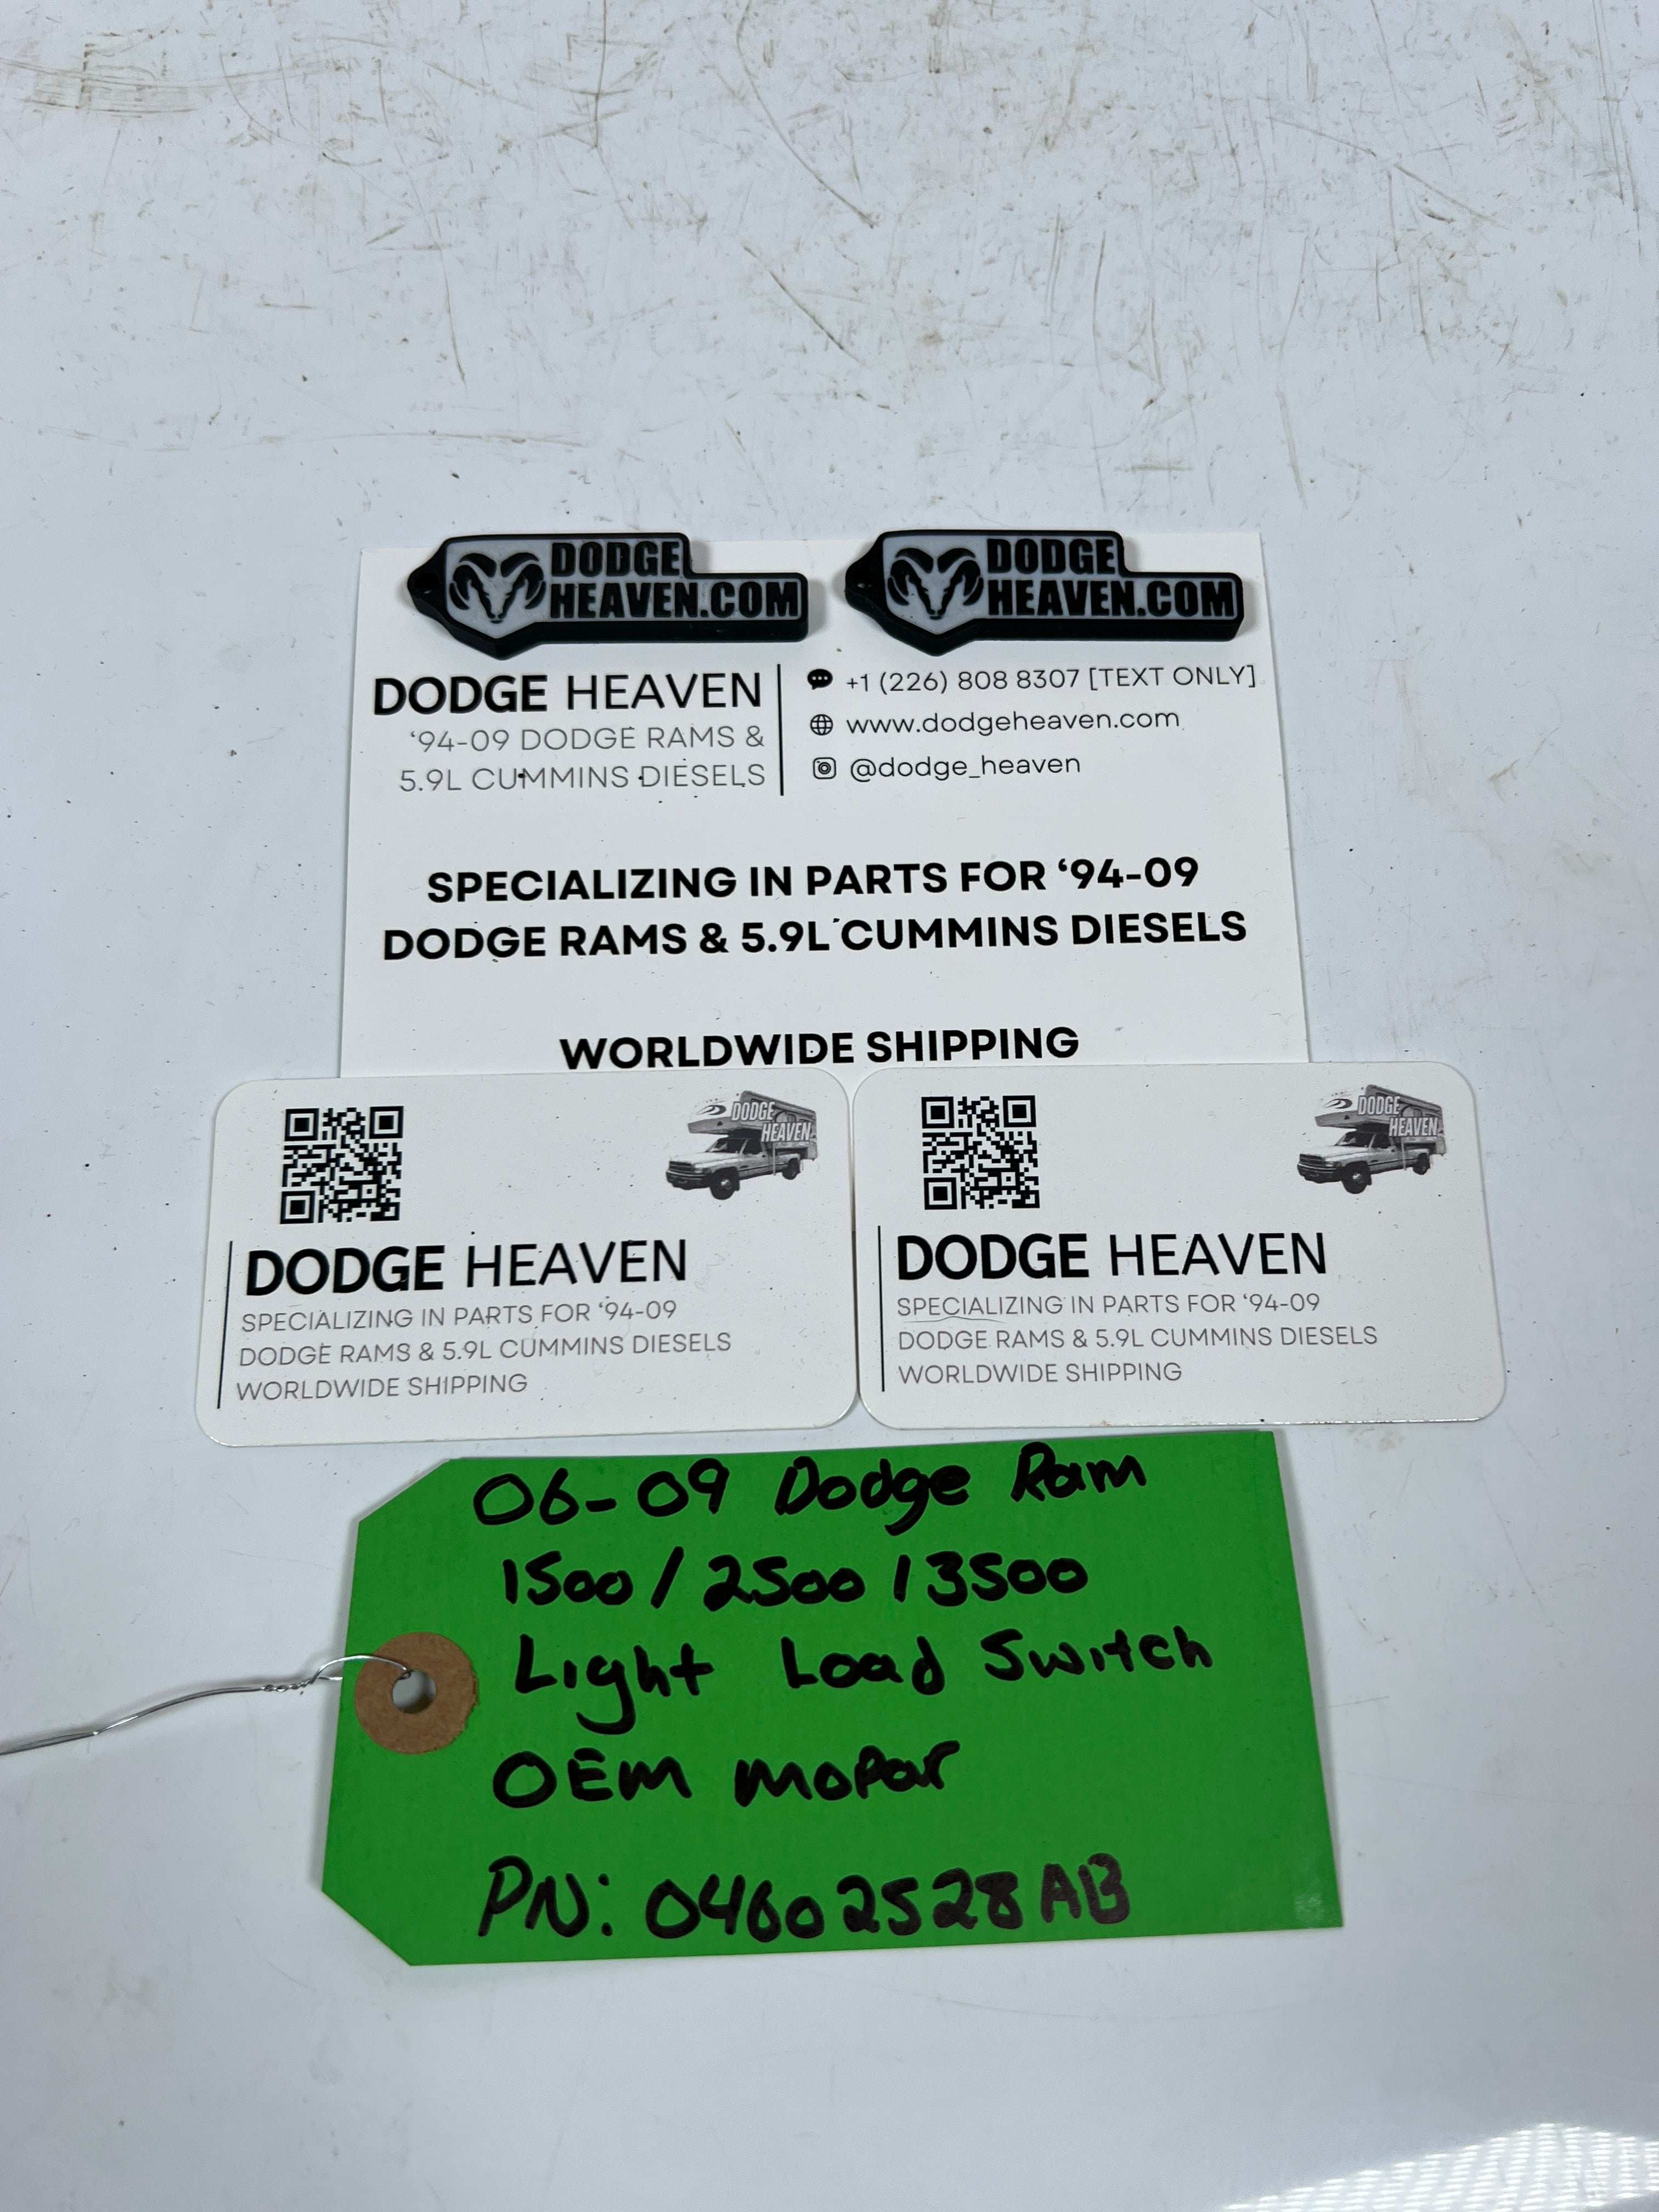 DODGE
HEAVEN.COM
DODGE
HEAVEN.COM
DODGE HEAVEN
‘94-09 DODGE RAMS &
5.9L CUMMINS DIESELS
+1 (226) 808 8307 [TEXT ONLY]
www.dodgeheaven.com
@dodge_heaven
SPECIALIZING IN PARTS FOR ‘94-09
DODGE RAMS & 5.9L CUMMINS DIESELS
WORLDWIDE SHIPPING
DODGE
HEAVEN
DODGE HEAVEN
SPECIALIZING IN PARTS FOR ‘94-09
DODGE RAMS & 5.9L CUMMINS DIESELS
WORLDWIDE SHIPPING
DODGE
HEAVEN
DODGE HEAVEN
SPECIALIZING IN PARTS FOR ‘94-09
DODGE RAMS & 5.9L CUMMINS DIESELS
WORLDWIDE SHIPPING
06-09 Dodge Ram
1500/2500/3500
Light Load Switch
OEM Mopar
PN: 04602528AB